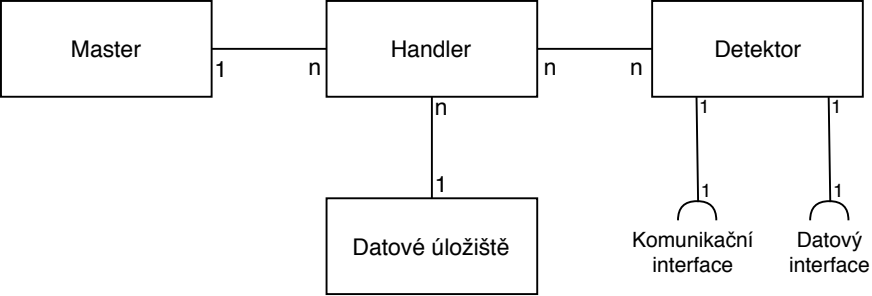 Master
1
n
Handler
n
n
Detektor
n
1
Datové úložiště
1
1
Komunikační
interface
1
1
Datový
interface